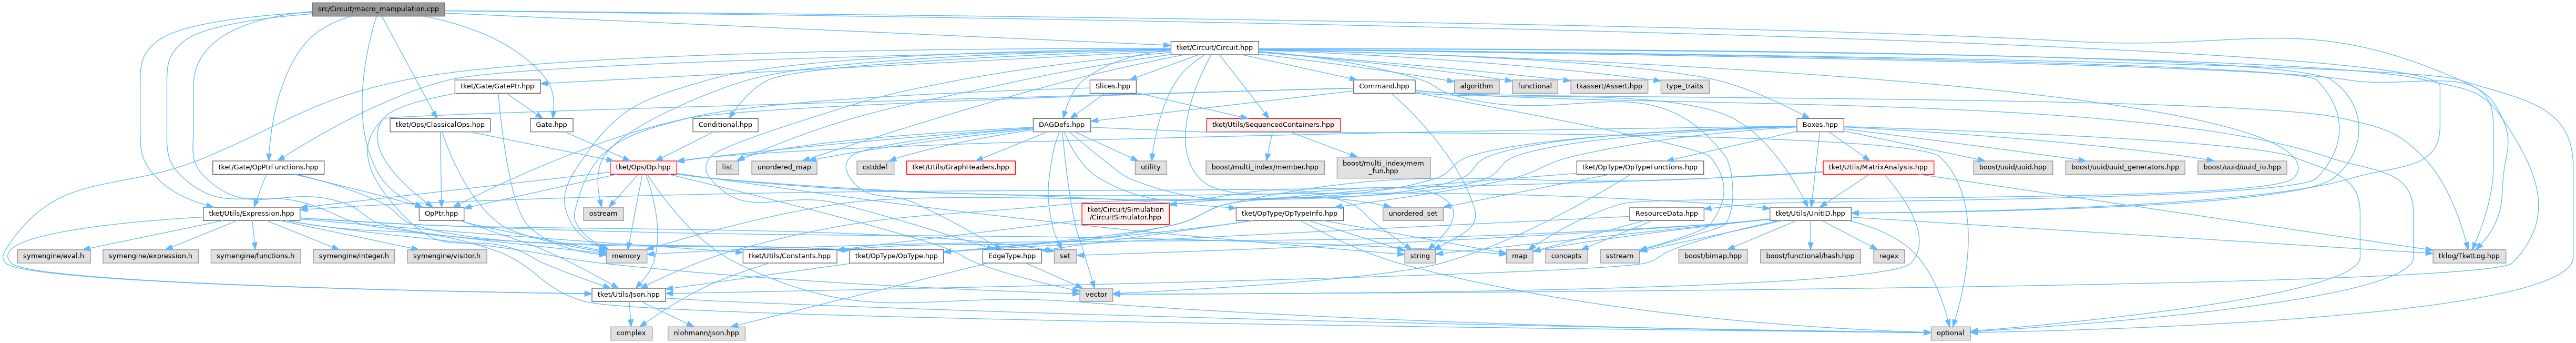 src/Circuit/macro_manipulation.cpp
tket/Circuit/Circuit.hpp
tket/Gate/GatePtr.hpp
Slices.hpp
Command.hpp
algorithm
functional
tkassert/Assert.hpp
type_traits
tket/Ops/ClassicalOps.hpp
Gate.hpp
Conditional.hpp
DAGDefs.hpp
tket/Utils/SequencedContainers.hpp
Boxes.hpp
tket/Gate/OpPtrFunctions.hpp
tket/Ops/Op.hpp
list
unordered_map
cstddef
tket/Utils/GraphHeaders.hpp
utility
boost/multi_index/member.hpp
boost/multi_index/mem
_fun.hpp
tket/OpType/OpTypeFunctions.hpp
tket/Utils/MatrixAnalysis.hpp
boost/uuid/uuid.hpp
boost/uuid/uuid_generators.hpp
boost/uuid/uuid_io.hpp
tket/Utils/Expression.hpp
OpPtr.hpp
ostream
tket/Circuit/Simulation
/CircuitSimulator.hpp
tket/OpType/OpTypeInfo.hpp
unordered_set
ResourceData.hpp
tket/Utils/UnitID.hpp
symengine/eval.h
symengine/expression.h
symengine/functions.h
symengine/integer.h
symengine/visitor.h
memory
tket/Utils/Constants.hpp
tket/OpType/OpType.hpp
EdgeType.hpp
set
string
map
concepts
sstream
boost/bimap.hpp
boost/functional/hash.hpp
regex
tklog/TketLog.hpp
tket/Utils/Json.hpp
vector
complex
nlohmann/json.hpp
optional